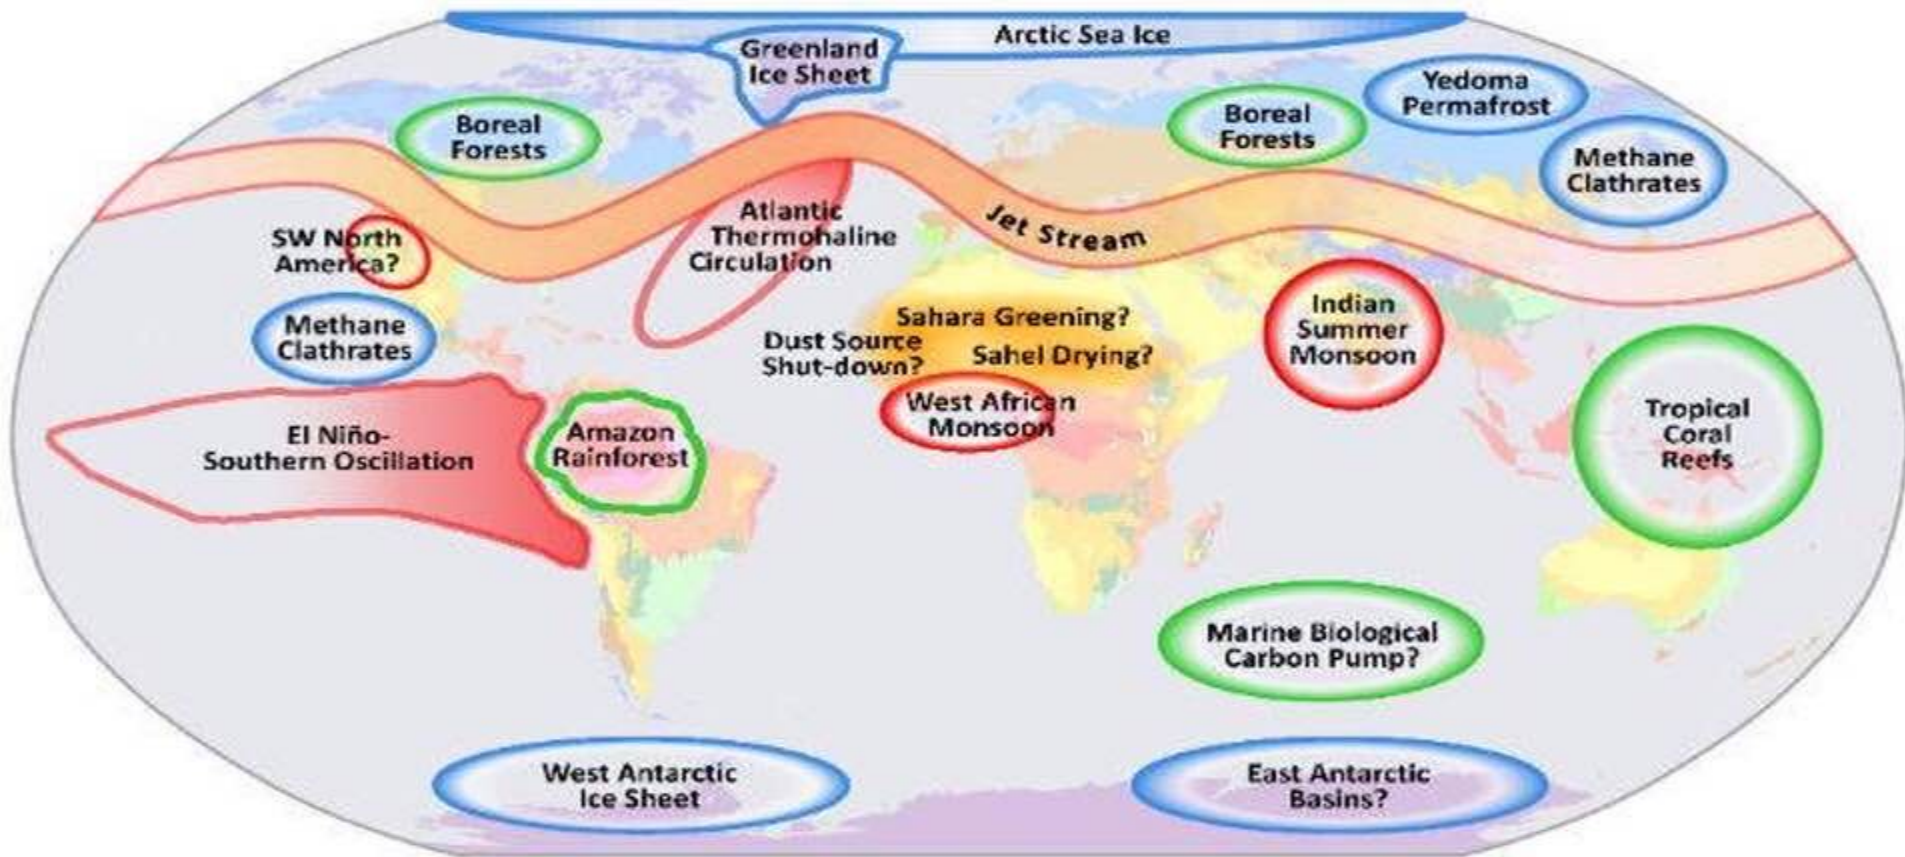 Arctic Sea Ice
Greenland
Ice Sheet
Yedoma
Permafrost
Boreal
Forests
Boreal
Forests
Methane
Clathrates
Atlantic
Thermohaline
Circulation
Jet Stream
SW North
America?
Methane
Clathrates
Sahara Greening?
Dust Source
Shut-down?
Sahel Drying?
Indian
Summer
Monsoon
West African
Monsoon
El Niño-
Southern Oscillation
Amazon
Rainforest
Tropical
Coral
Reefs
Marine Biological
Carbon Pump?
West Antarctic
Ice Sheet
East Antarctic
Basins?